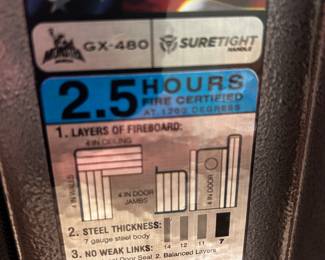 GX-480
SURETIGHT
HANDLE
2.5 HOURS
FIRE CERTIFIED
AT 1200 DEGREES
1. LAYERS OF FIREBOARD:
4 IN CEILING
4 IN WALLS
4 IN DOOR
JAMBS
4 IN DOOR
2. STEEL THICKNESS:
7 gauge steel body
14 12 11 7
3. NO WEAK LINKS:
Door Seal 2. Balanced Layers